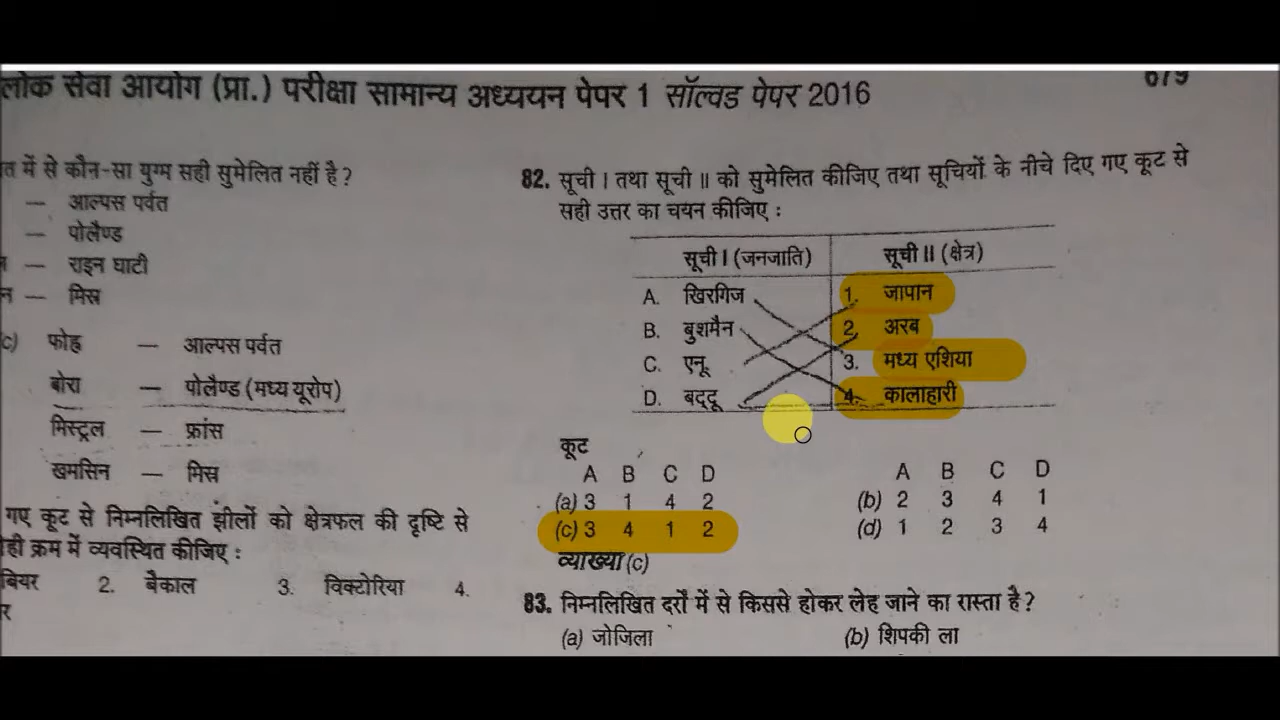 लोक सेवा आयोग (प्रा.) परीक्षा सामान्य अध्ययन पेपर 1 सॉल्वड पेपर 2016
679
त में से कौन-सा युग्म सही सुमेलित नहीं है?
— आल्पस पर्वत
— पोलैण्ड
न — राइन घाटी
न — मिस्र
(c) फोह्न — आल्पस पर्वत
बोरा — पोलैण्ड (मध्य यूरोप)
मिस्ट्रल — फ्रांस
खमसिन — मिस्र
गए कूट से निम्नलिखित झीलों को क्षेत्रफल की दृष्टि से
ही क्रम में व्यवस्थित कीजिए :
बियर 2. बैकाल 3. विक्टोरिया 4.
र
82. सूची I तथा सूची II को सुमेलित कीजिए तथा सूचियों के नीचे दिए गए कूट से
सही उत्तर का चयन कीजिए :
सूची I (जनजाति) सूची II (क्षेत्र)
A. खिरगिज 1. जापान
B. बुशमैन 2. अरब
C. एनू 3. मध्य एशिया
D. बद्दू 4. कालाहारी
कूट
A B C D A B C D
(a) 3 1 4 2 (b) 2 3 4 1
(c) 3 4 1 2 (d) 1 2 3 4
व्याख्या (c)
83. निम्नलिखित दर्रों में से किससे होकर लेह जाने का रास्ता है?
(a) जोजिला (b) शिपकी ला